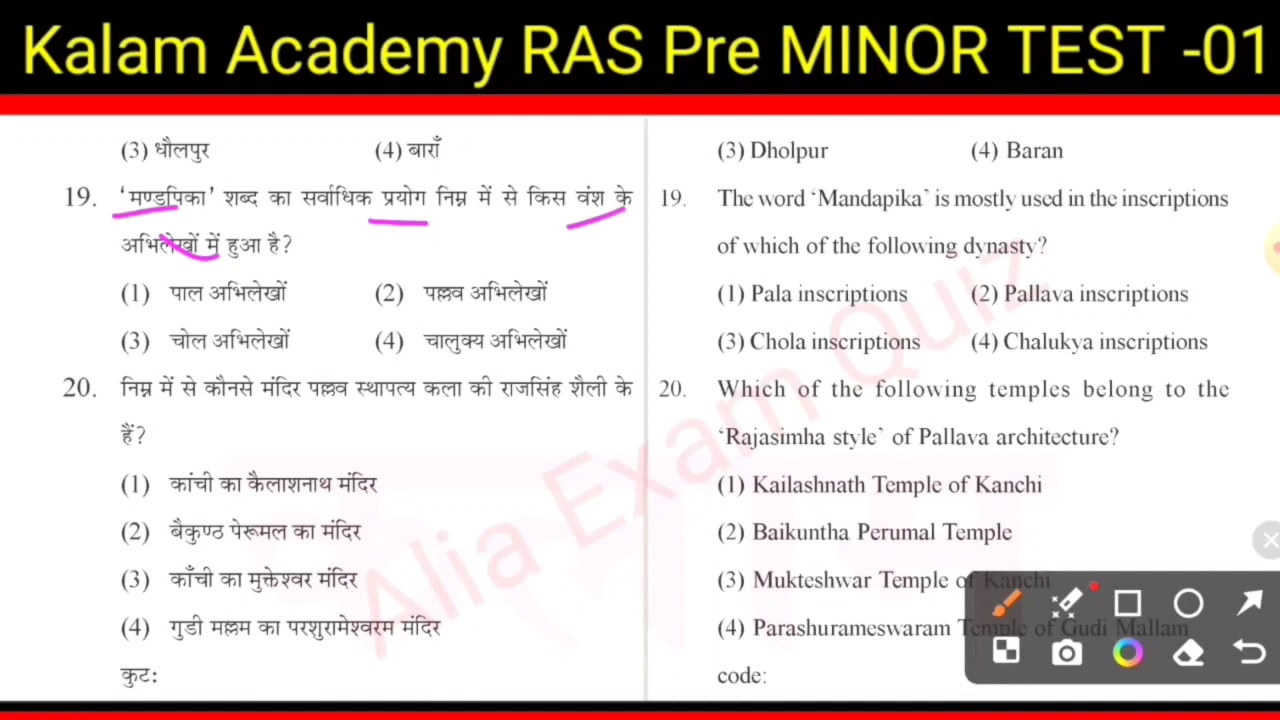 Kalam Academy RAS Pre MINOR TEST -01
(3) धौलपुर (4) बाराँ
19. 'मण्डपिका' शब्द का सर्वाधिक प्रयोग निम्न में से किस वंश के
अभिलेखों में हुआ है?
(1) पाल अभिलेखों (2) पल्लव अभिलेखों
(3) चोल अभिलेखों (4) चालुक्य अभिलेखों
20. निम्न में से कौनसे मंदिर पल्लव स्थापत्य कला की राजसिंह शैली के
हैं?
(1) कांची का कैलाशनाथ मंदिर
(2) बैकुण्ठ पेरूमल का मंदिर
(3) काँची का मुक्तेश्वर मंदिर
(4) गुडी मल्लम का परशुरामेश्वरम मंदिर
कुटः
(3) Dholpur (4) Baran
19. The word 'Mandapika' is mostly used in the inscriptions
of which of the following dynasty?
(1) Pala inscriptions (2) Pallava inscriptions
(3) Chola inscriptions (4) Chalukya inscriptions
20. Which of the following temples belong to the
'Rajasimha style' of Pallava architecture?
(1) Kailashnath Temple of Kanchi
(2) Baikuntha Perumal Temple
(3) Mukteshwar Temple of Kanchi
(4) Parashurameswaram Temple of Gudi Mallam
code:
Alia Exam Quiz